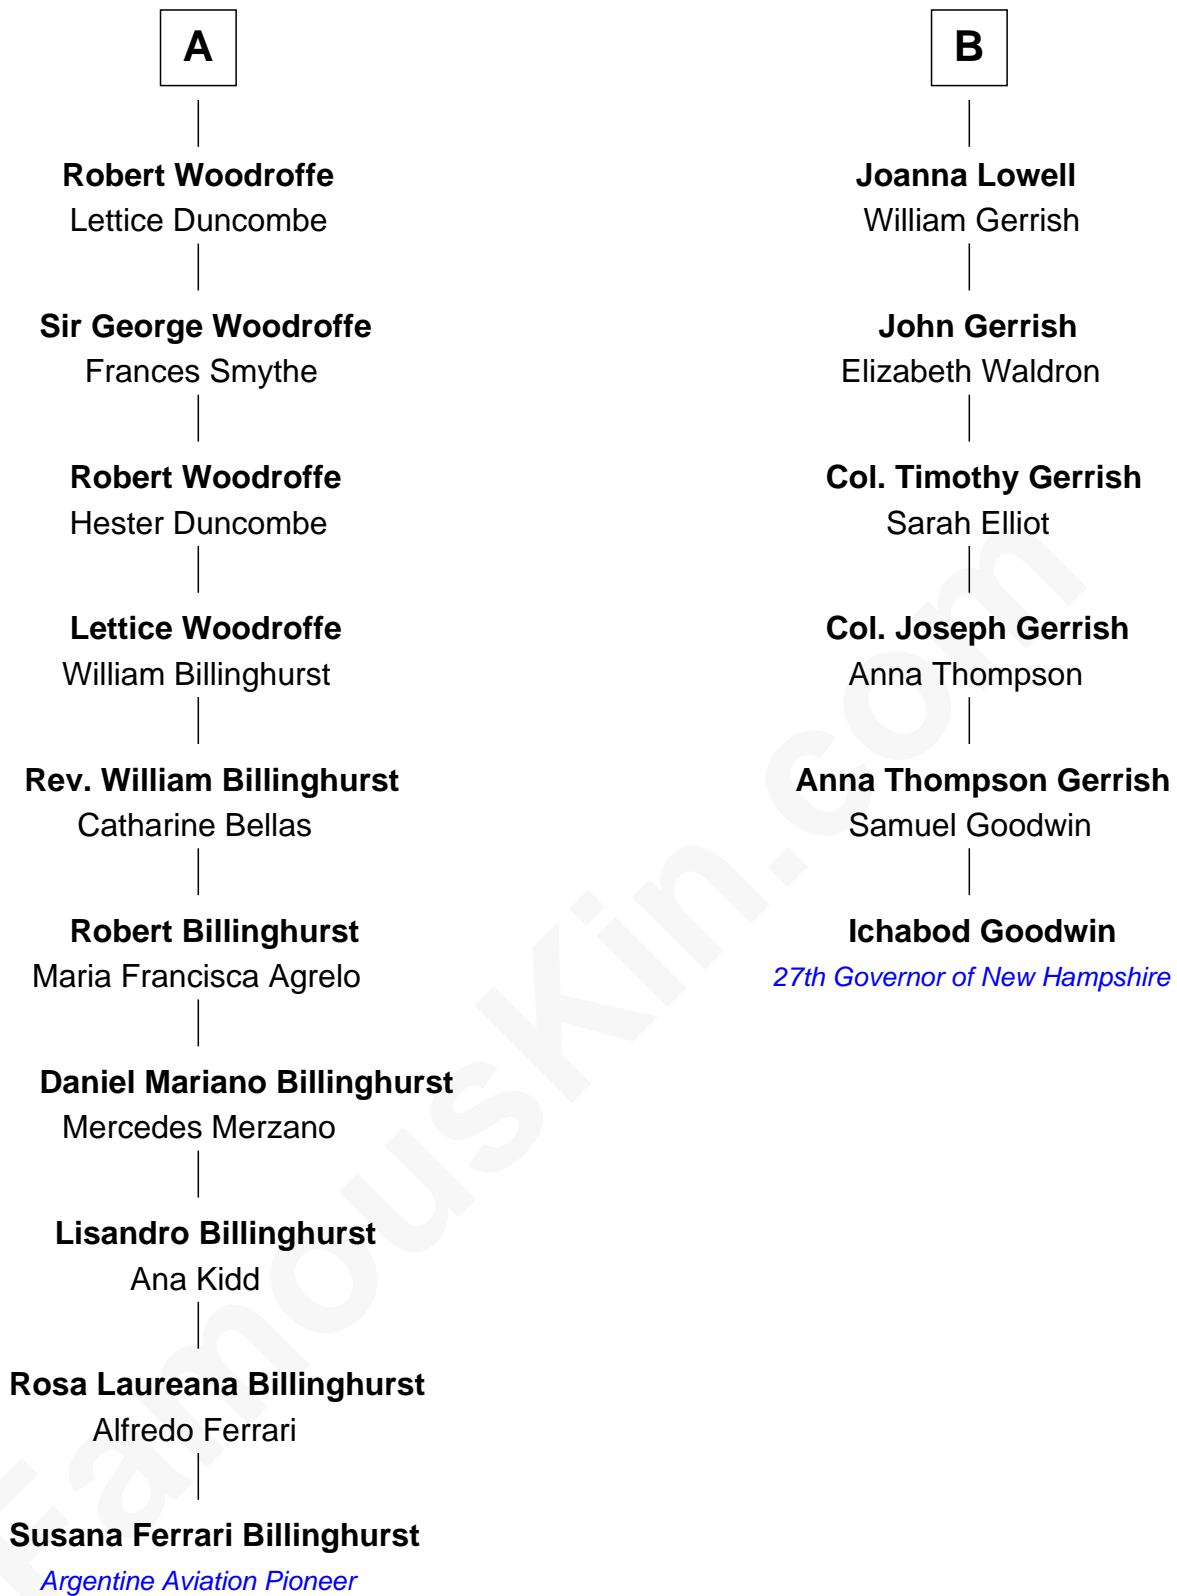 A
Robert Woodroffe
Lettice Duncombe
Sir George Woodroffe
Frances Smythe
Robert Woodroffe
Hester Duncombe
Lettice Woodroffe
William Billinghurst
Rev. William Billinghurst
Catharine Bellas
Robert Billinghurst
Maria Francisca Agrelo
Daniel Mariano Billinghurst
Mercedes Merzano
Lisandro Billinghurst
Ana Kidd
Rosa Laureana Billinghurst
Alfredo Ferrari
Susana Ferrari Billinghurst
Argentine Aviation Pioneer
B
Joanna Lowell
William Gerrish
John Gerrish
Elizabeth Waldron
Col. Timothy Gerrish
Sarah Elliot
Col. Joseph Gerrish
Anna Thompson
Anna Thompson Gerrish
Samuel Goodwin
Ichabod Goodwin
27th Governor of New Hampshire
FamousKin.com